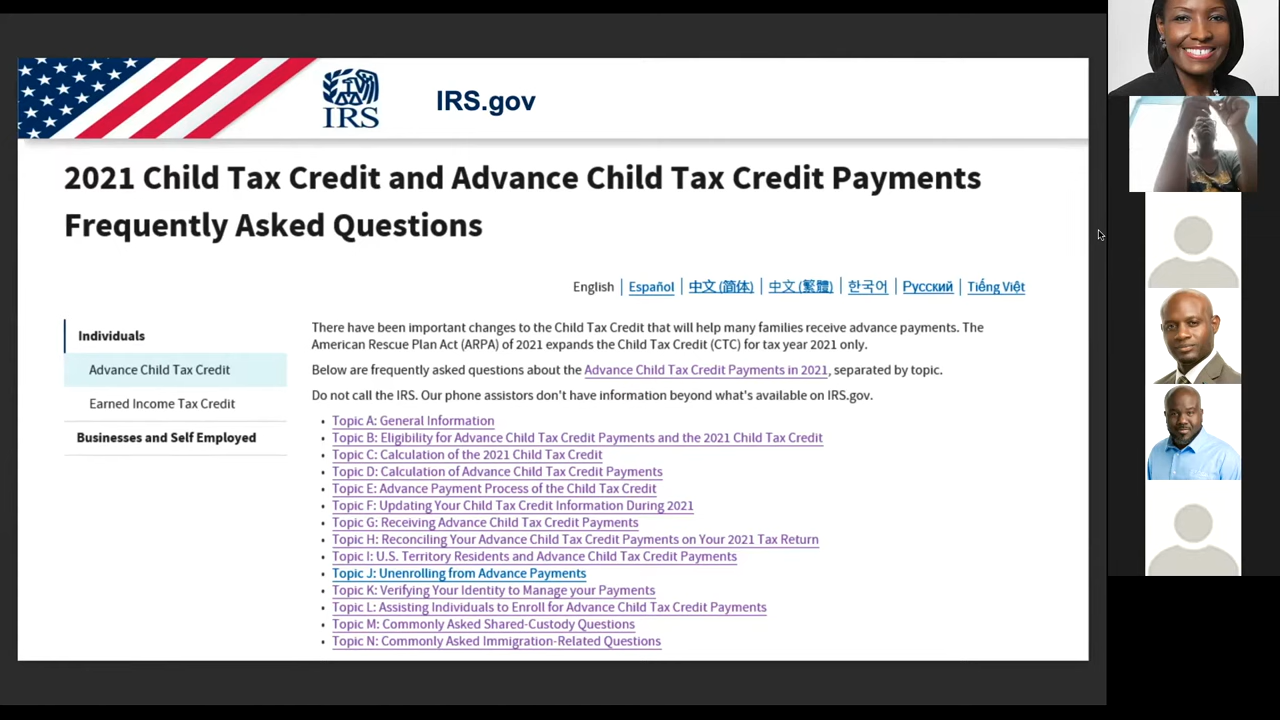 IRS
IRS.gov
2021 Child Tax Credit and Advance Child Tax Credit Payments
Frequently Asked Questions
English | Español | 中文 (简体) | 中文 (繁體) | 한국어 | Русский | Tiếng Việt
Individuals
Advance Child Tax Credit
Earned Income Tax Credit
Businesses and Self Employed
There have been important changes to the Child Tax Credit that will help many families receive advance payments. The
American Rescue Plan Act (ARPA) of 2021 expands the Child Tax Credit (CTC) for tax year 2021 only.
Below are frequently asked questions about the Advance Child Tax Credit Payments in 2021, separated by topic.
Do not call the IRS. Our phone assistors don't have information beyond what's available on IRS.gov.
• Topic A: General Information
• Topic B: Eligibility for Advance Child Tax Credit Payments and the 2021 Child Tax Credit
• Topic C: Calculation of the 2021 Child Tax Credit
• Topic D: Calculation of Advance Child Tax Credit Payments
• Topic E: Advance Payment Process of the Child Tax Credit
• Topic F: Updating Your Child Tax Credit Information During 2021
• Topic G: Receiving Advance Child Tax Credit Payments
• Topic H: Reconciling Your Advance Child Tax Credit Payments on Your 2021 Tax Return
• Topic I: U.S. Territory Residents and Advance Child Tax Credit Payments
• Topic J: Unenrolling from Advance Payments
• Topic K: Verifying Your Identity to Manage your Payments
• Topic L: Assisting Individuals to Enroll for Advance Child Tax Credit Payments
• Topic M: Commonly Asked Shared-Custody Questions
• Topic N: Commonly Asked Immigration-Related Questions